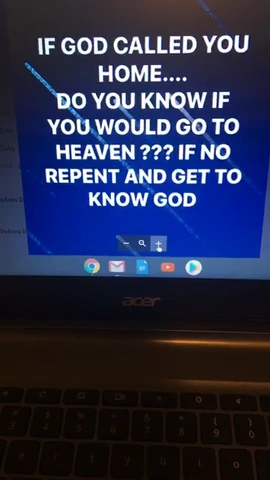 IF GOD CALLED YOU
HOME....
DO YOU KNOW IF
YOU WOULD GO TO
HEAVEN ??? IF NO
REPENT AND GET TO
KNOW GOD
acer